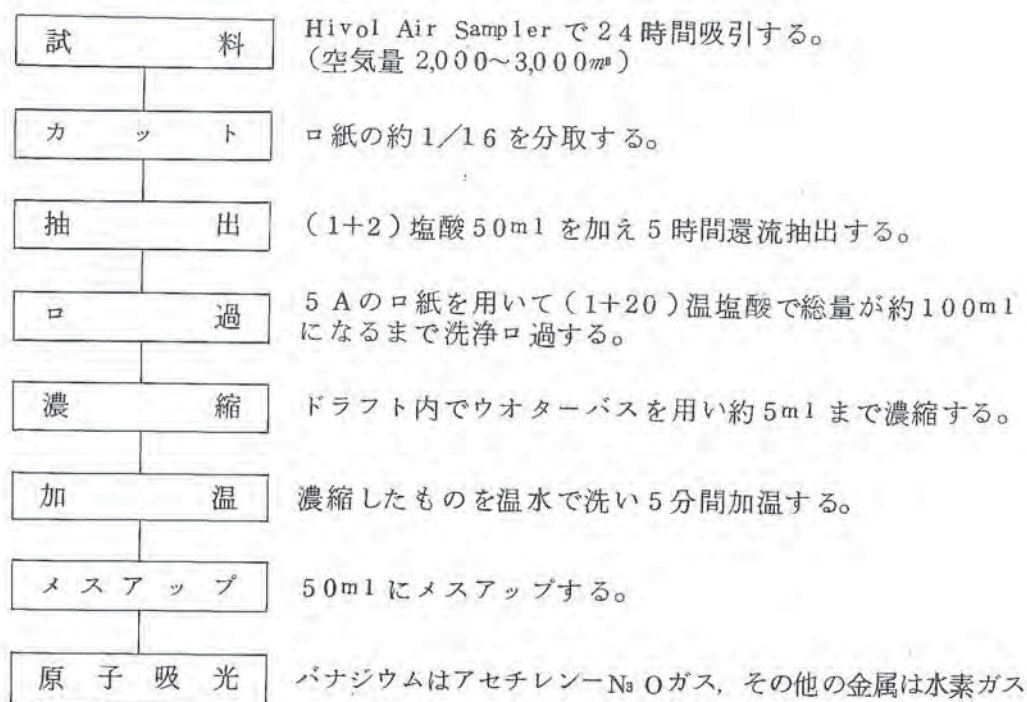 試料
Hivol Air Sampler で24時間吸引する。
(空気量 2,000~3,000m³)
カット
ロ紙の約1/16を分取する。
抽出
(1+2)塩酸50mlを加え5時間還流抽出する。
ロ過
5Aのロ紙を用いて(1+20)温塩酸で総量が約100ml
になるまで洗浄ロ過する。
濃縮
ドラフト内でウオターバスを用い約5mlまで濃縮する。
加温
濃縮したものを温水で洗い5分間加温する。
メスアップ
50mlにメスアップする。
原子吸光
バナジウムはアセチレンーN₃Oガス,その他の金属は水素ガス